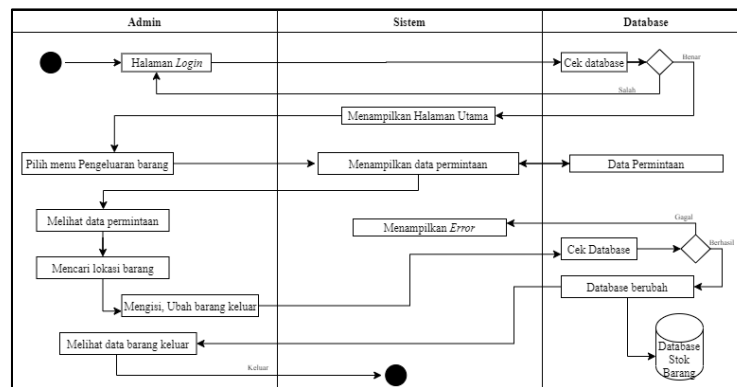 Admin
Sistem
Database
Halaman Login
Cek database
Benar
Salah
Menampilkan Halaman Utama
Pilih menu Pengeluaran barang
Menampilkan data permintaan
Data Permintaan
Melihat data permintaan
Menampilkan Error
Gagal
Mencari lokasi barang
Cek Database
Berhasil
Mengisi, Ubah barang keluar
Database berubah
Melihat data barang keluar
Database
Stok
Barang
Keluar